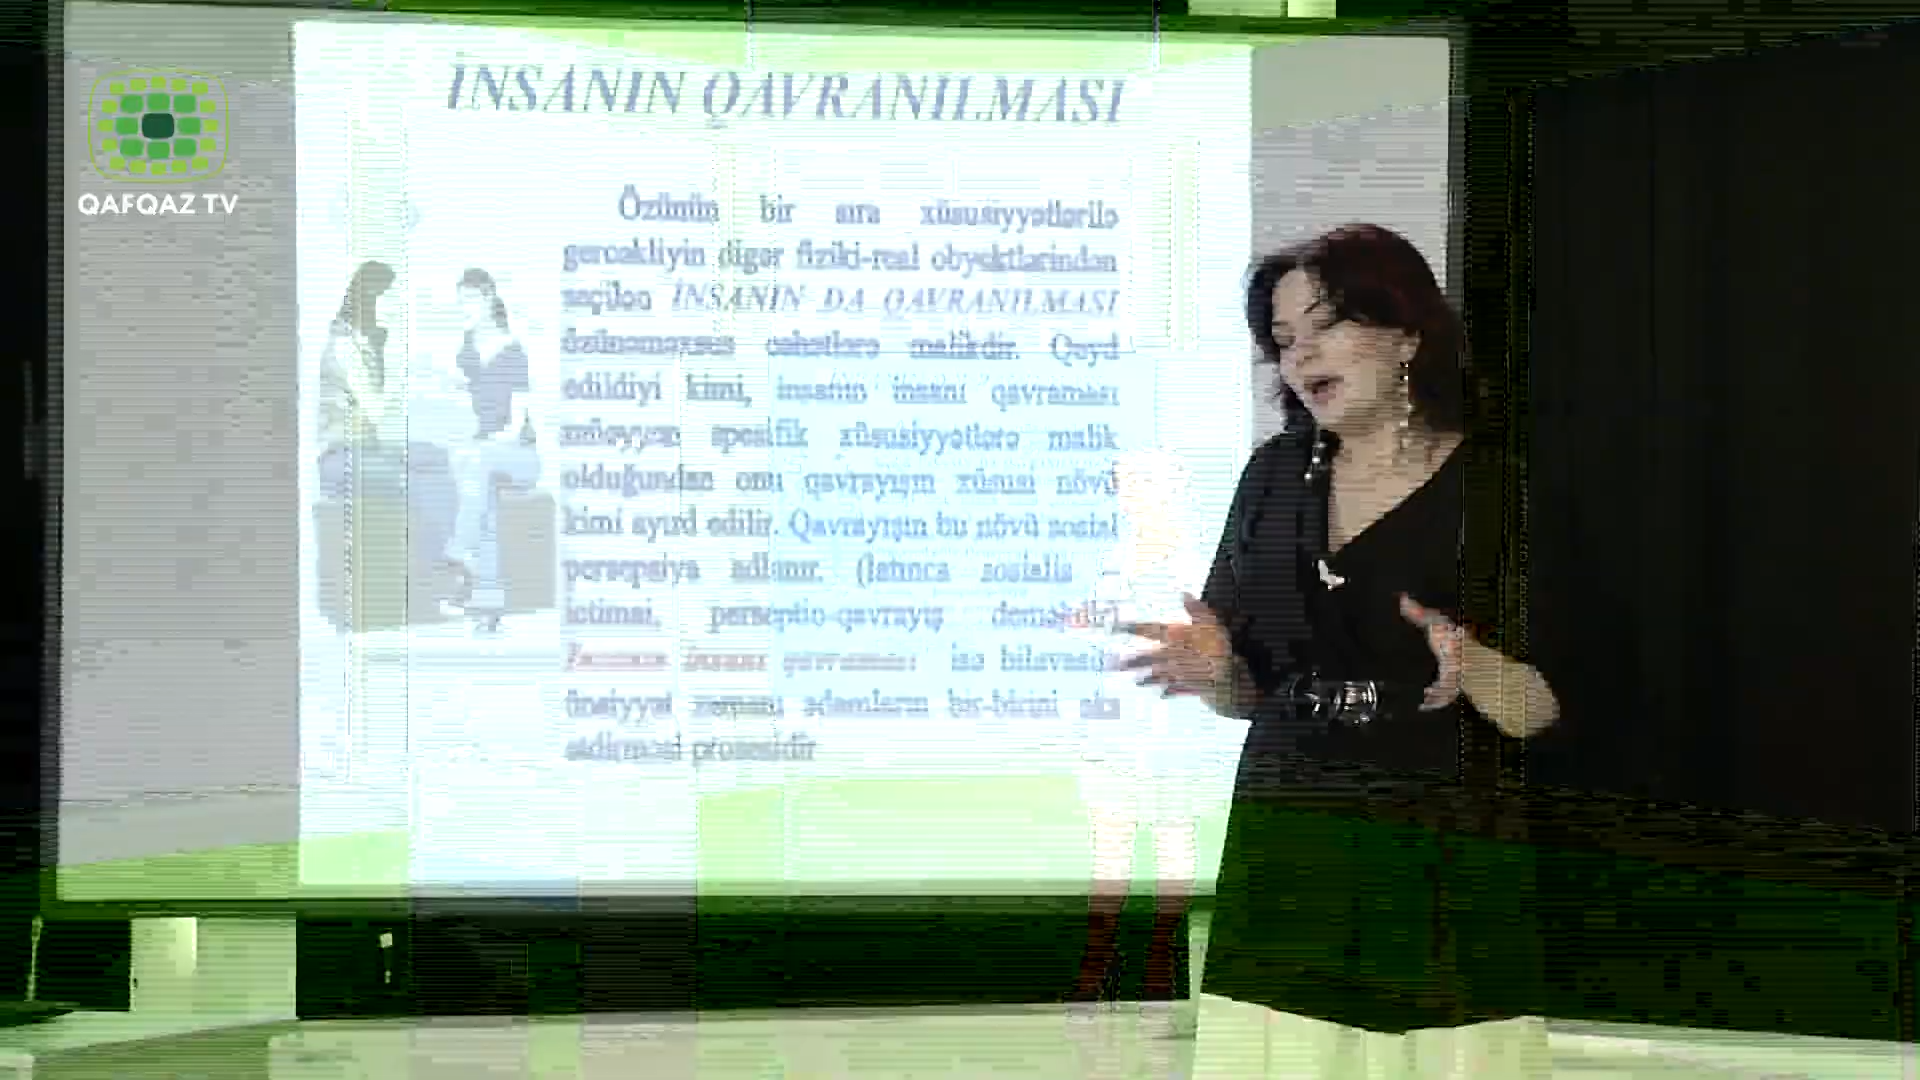 QAFQAZ TV
İNSANIN QAVRANILMASI
Özünün bir sıra xüsusiyyətlərilə
gerçəkliyin digər fiziki-real obyektlərindən
seçilən İNSANIN DA QAVRANILMASI
özünəməxsus cəhətlərə malikdir. Qeyd
edildiyi kimi, insanın insanı qavraması
müəyyən spesifik xüsusiyyətlərə malik
olduğundan onu qavrayışın xüsusi növü
kimi ayırd edilir. Qavrayışın bu növü sosial
persepsiya adlanır. (latınca sosialis –
ictimai, perseptio-qavrayış deməkdir)
İnsanın insanı qavraması isə bilavasitə
ünsiyyət zamanı adamların bir-birini əks
etdirməsi prosesidir